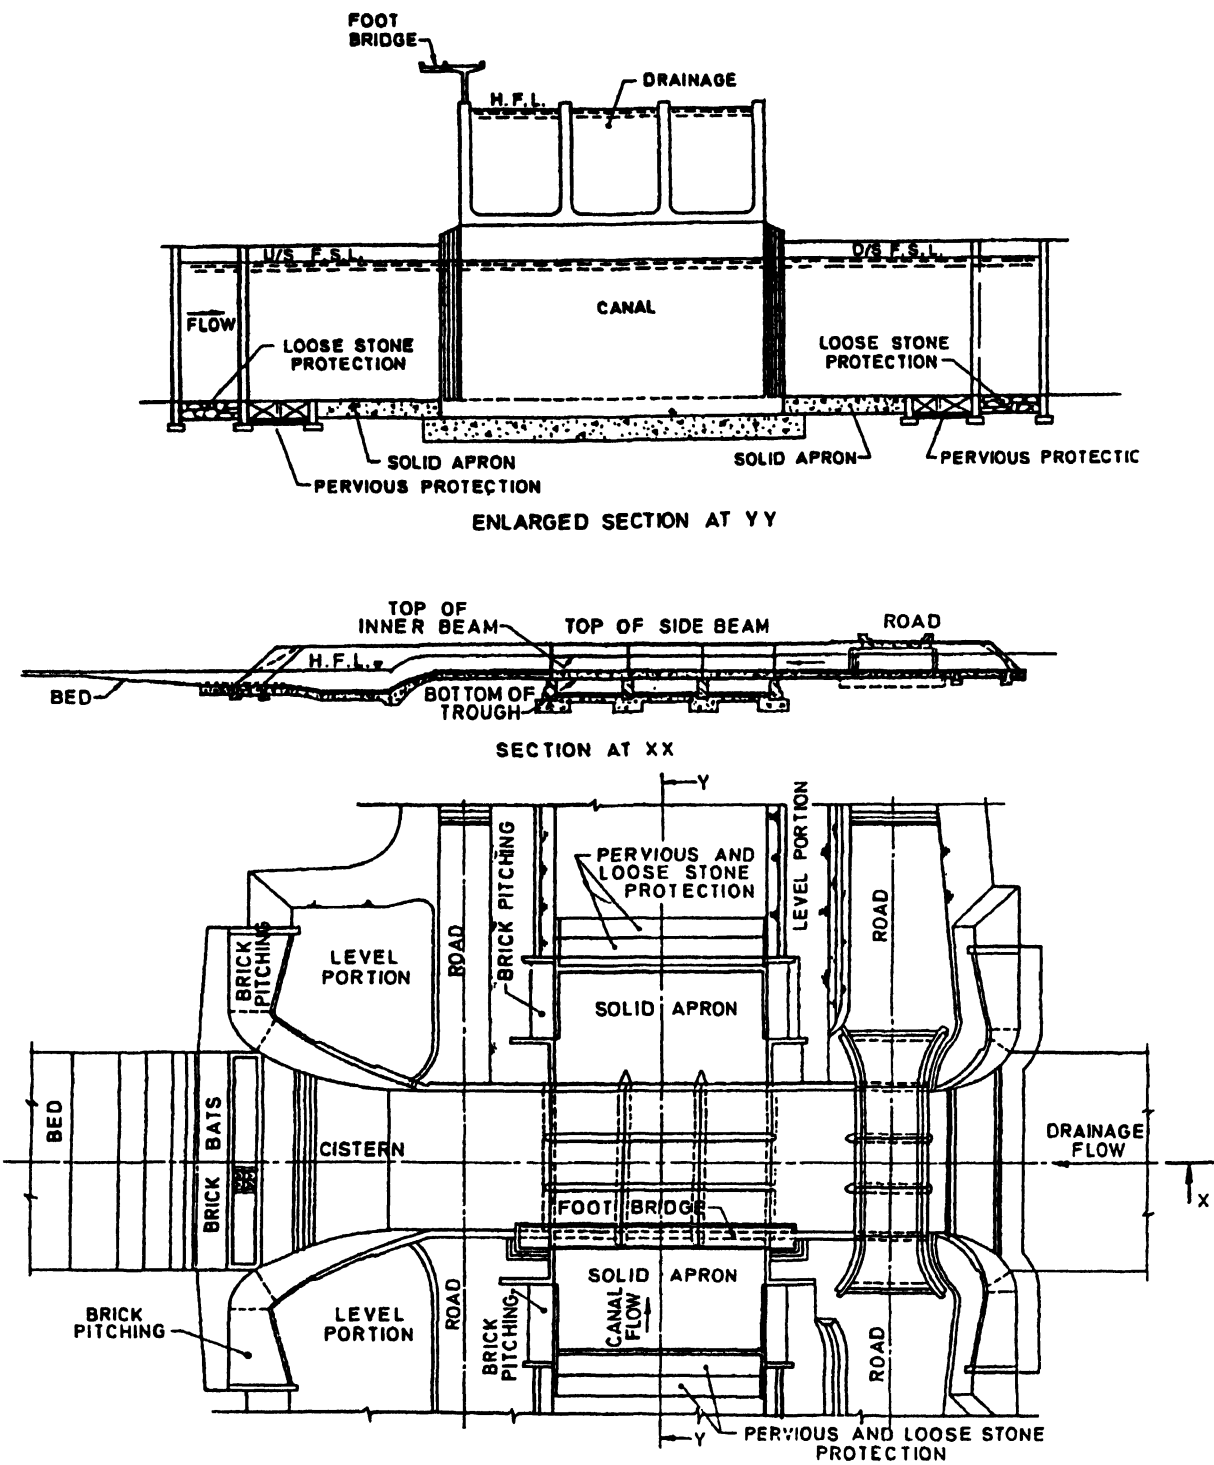 FOOT
BRIDGE
H.F.L.
DRAINAGE
U/S F.S.L.
D/S F.S.L.
CANAL
FLOW
LOOSE STONE
PROTECTION
LOOSE STONE
PROTECTION
SOLID APRON
PERVIOUS PROTECTION
SOLID APRON
PERVIOUS PROTECTIC
ENLARGED SECTION AT YY
TOP OF
INNER BEAM
TOP OF SIDE BEAM
ROAD
H.F.L.
BED
BOTTOM OF
TROUGH
SECTION AT XX
Y
PERVIOUS AND
LOOSE STONE
PROTECTION
LEVEL PORTION
BRICK PITCHING
ROAD
ROAD
BRICK
PITCHING
LEVEL
PORTION
SOLID APRON
BED
BRICK BATS
CISTERN
DRAINAGE
FLOW
X
FOOT BRIDGE
SOLID APRON
CANAL
FLOW
BRICK
PITCHING
LEVEL
PORTION
ROAD
BRICK
PITCHING
ROAD
Y
PERVIOUS AND LOOSE STONE
PROTECTION